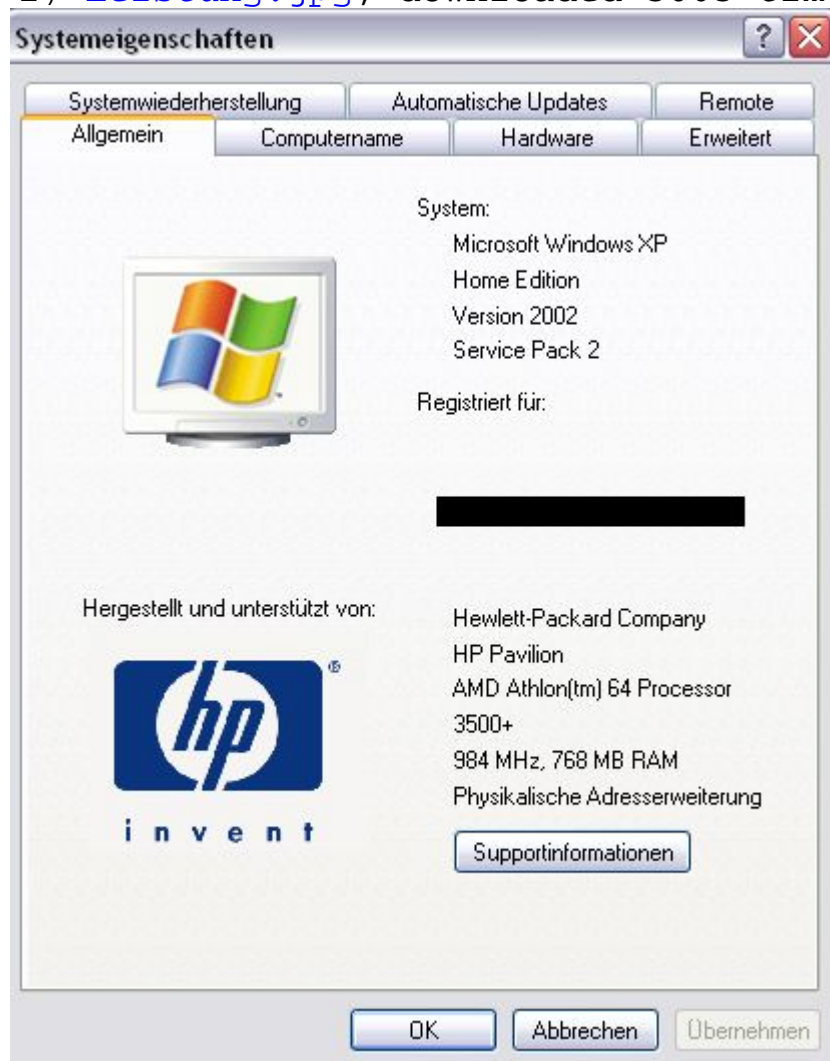 Systemeigenschaften
Systemwiederherstellung Automatische Updates Remote
Allgemein Computername Hardware Erweitert
System:
Microsoft Windows XP
Home Edition
Version 2002
Service Pack 2
Registriert für:
Hergestellt und unterstützt von:
Hewlett-Packard Company
HP Pavilion
AMD Athlon(tm) 64 Processor
3500+
984 MHz, 768 MB RAM
Physikalische Adresserweiterung
hp
®
invent
Supportinformationen
OK Abbrechen Übernehmen